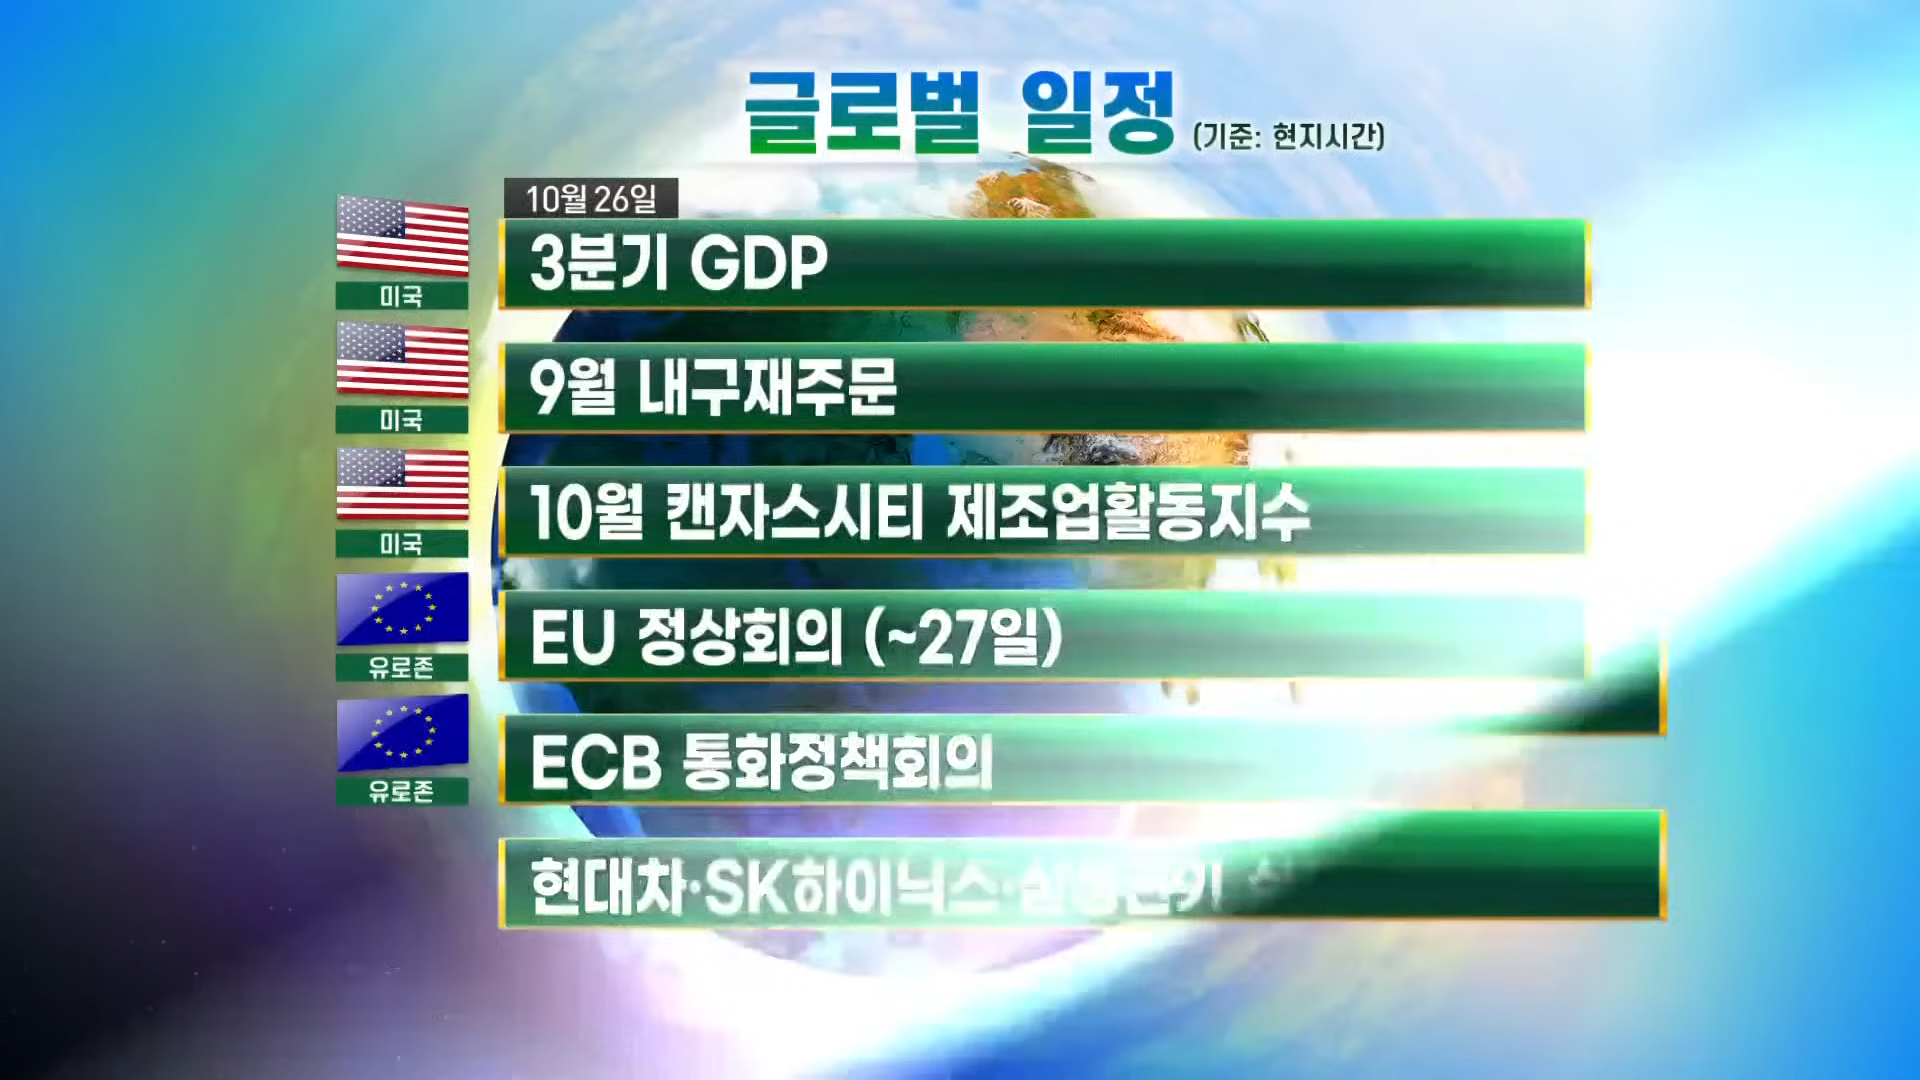 글로벌 일정 (기준: 현지시간)
10월 26일
미국
3분기 GDP
미국
9월 내구재주문
미국
10월 캔자스시티 제조업활동지수
유로존
EU 정상회의 (~27일)
유로존
ECB 통화정책회의
현대차·SK하이닉스·